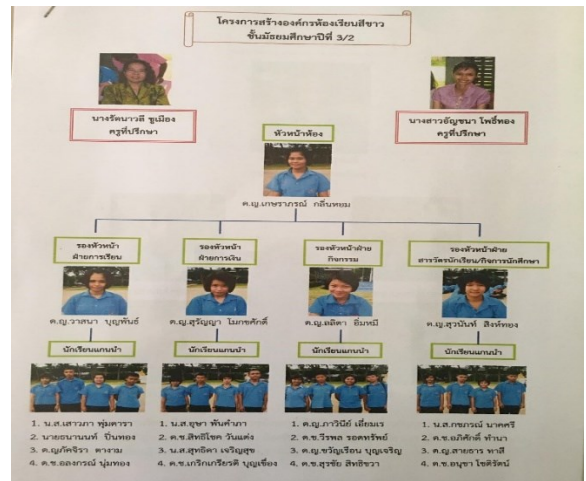 โครงการสร้างองค์กรห้องเรียนสีขาว
ชั้นมัธยมศึกษาปีที่ 3/2
นางรัตนาวลี ชูเมือง
ครูที่ปรึกษา
นางสาวอัญชนา โพธิ์ทอง
ครูที่ปรึกษา
หัวหน้าห้อง
ด.ญ.เกษราภรณ์ กลิ่นหอม
รองหัวหน้า
ฝ่ายการเรียน
รองหัวหน้า
ฝ่ายการเงิน
รองหัวหน้าฝ่าย
กิจกรรม
รองหัวหน้าฝ่าย
สารวัตรนักเรียน/กิจการนักศึกษา
ด.ญ.วาสนา บุญพันธ์
ด.ญ.สุรัญญา โมกขศักดิ์
ด.ญ.ลลิตา อิ่มหมี
ด.ญ.สุวนันท์ สิงห์ทอง
นักเรียนแกนนำ
นักเรียนแกนนำ
นักเรียนแกนนำ
นักเรียนแกนนำ
1. น.ส.เสาวภา พุ่มดารา
2. นายธนานนท์ ปิ่นทอง
3. ด.ญ.ภัคจิรา ตางาม
4. ด.ช.อลงกรณ์ นุ่มทอง
1. น.ส.อุษา พันคำภา
2. ด.ช.สิทธิโชค วันแต่ง
3. น.ส.สุทธิดา เจริญสุข
4. ด.ช.เกริกเกียรติ บุญเชื่อง
1. ด.ญ.ภาวินีย์ เอี่ยมเร
2. ด.ช.วีรพล รอดทรัพย์
3. ด.ญ.ขวัญเรียน บุญเจริญ
4. ด.ช.สุรชัย สิทธิขวา
1. น.ส.กชภรณ์ นาคศรี
2. ด.ช.อภิศักดิ์ ทำนา
3. ด.ญ.สายธาร ทาสี
4. ด.ช.อนุชา โชติรัตน์